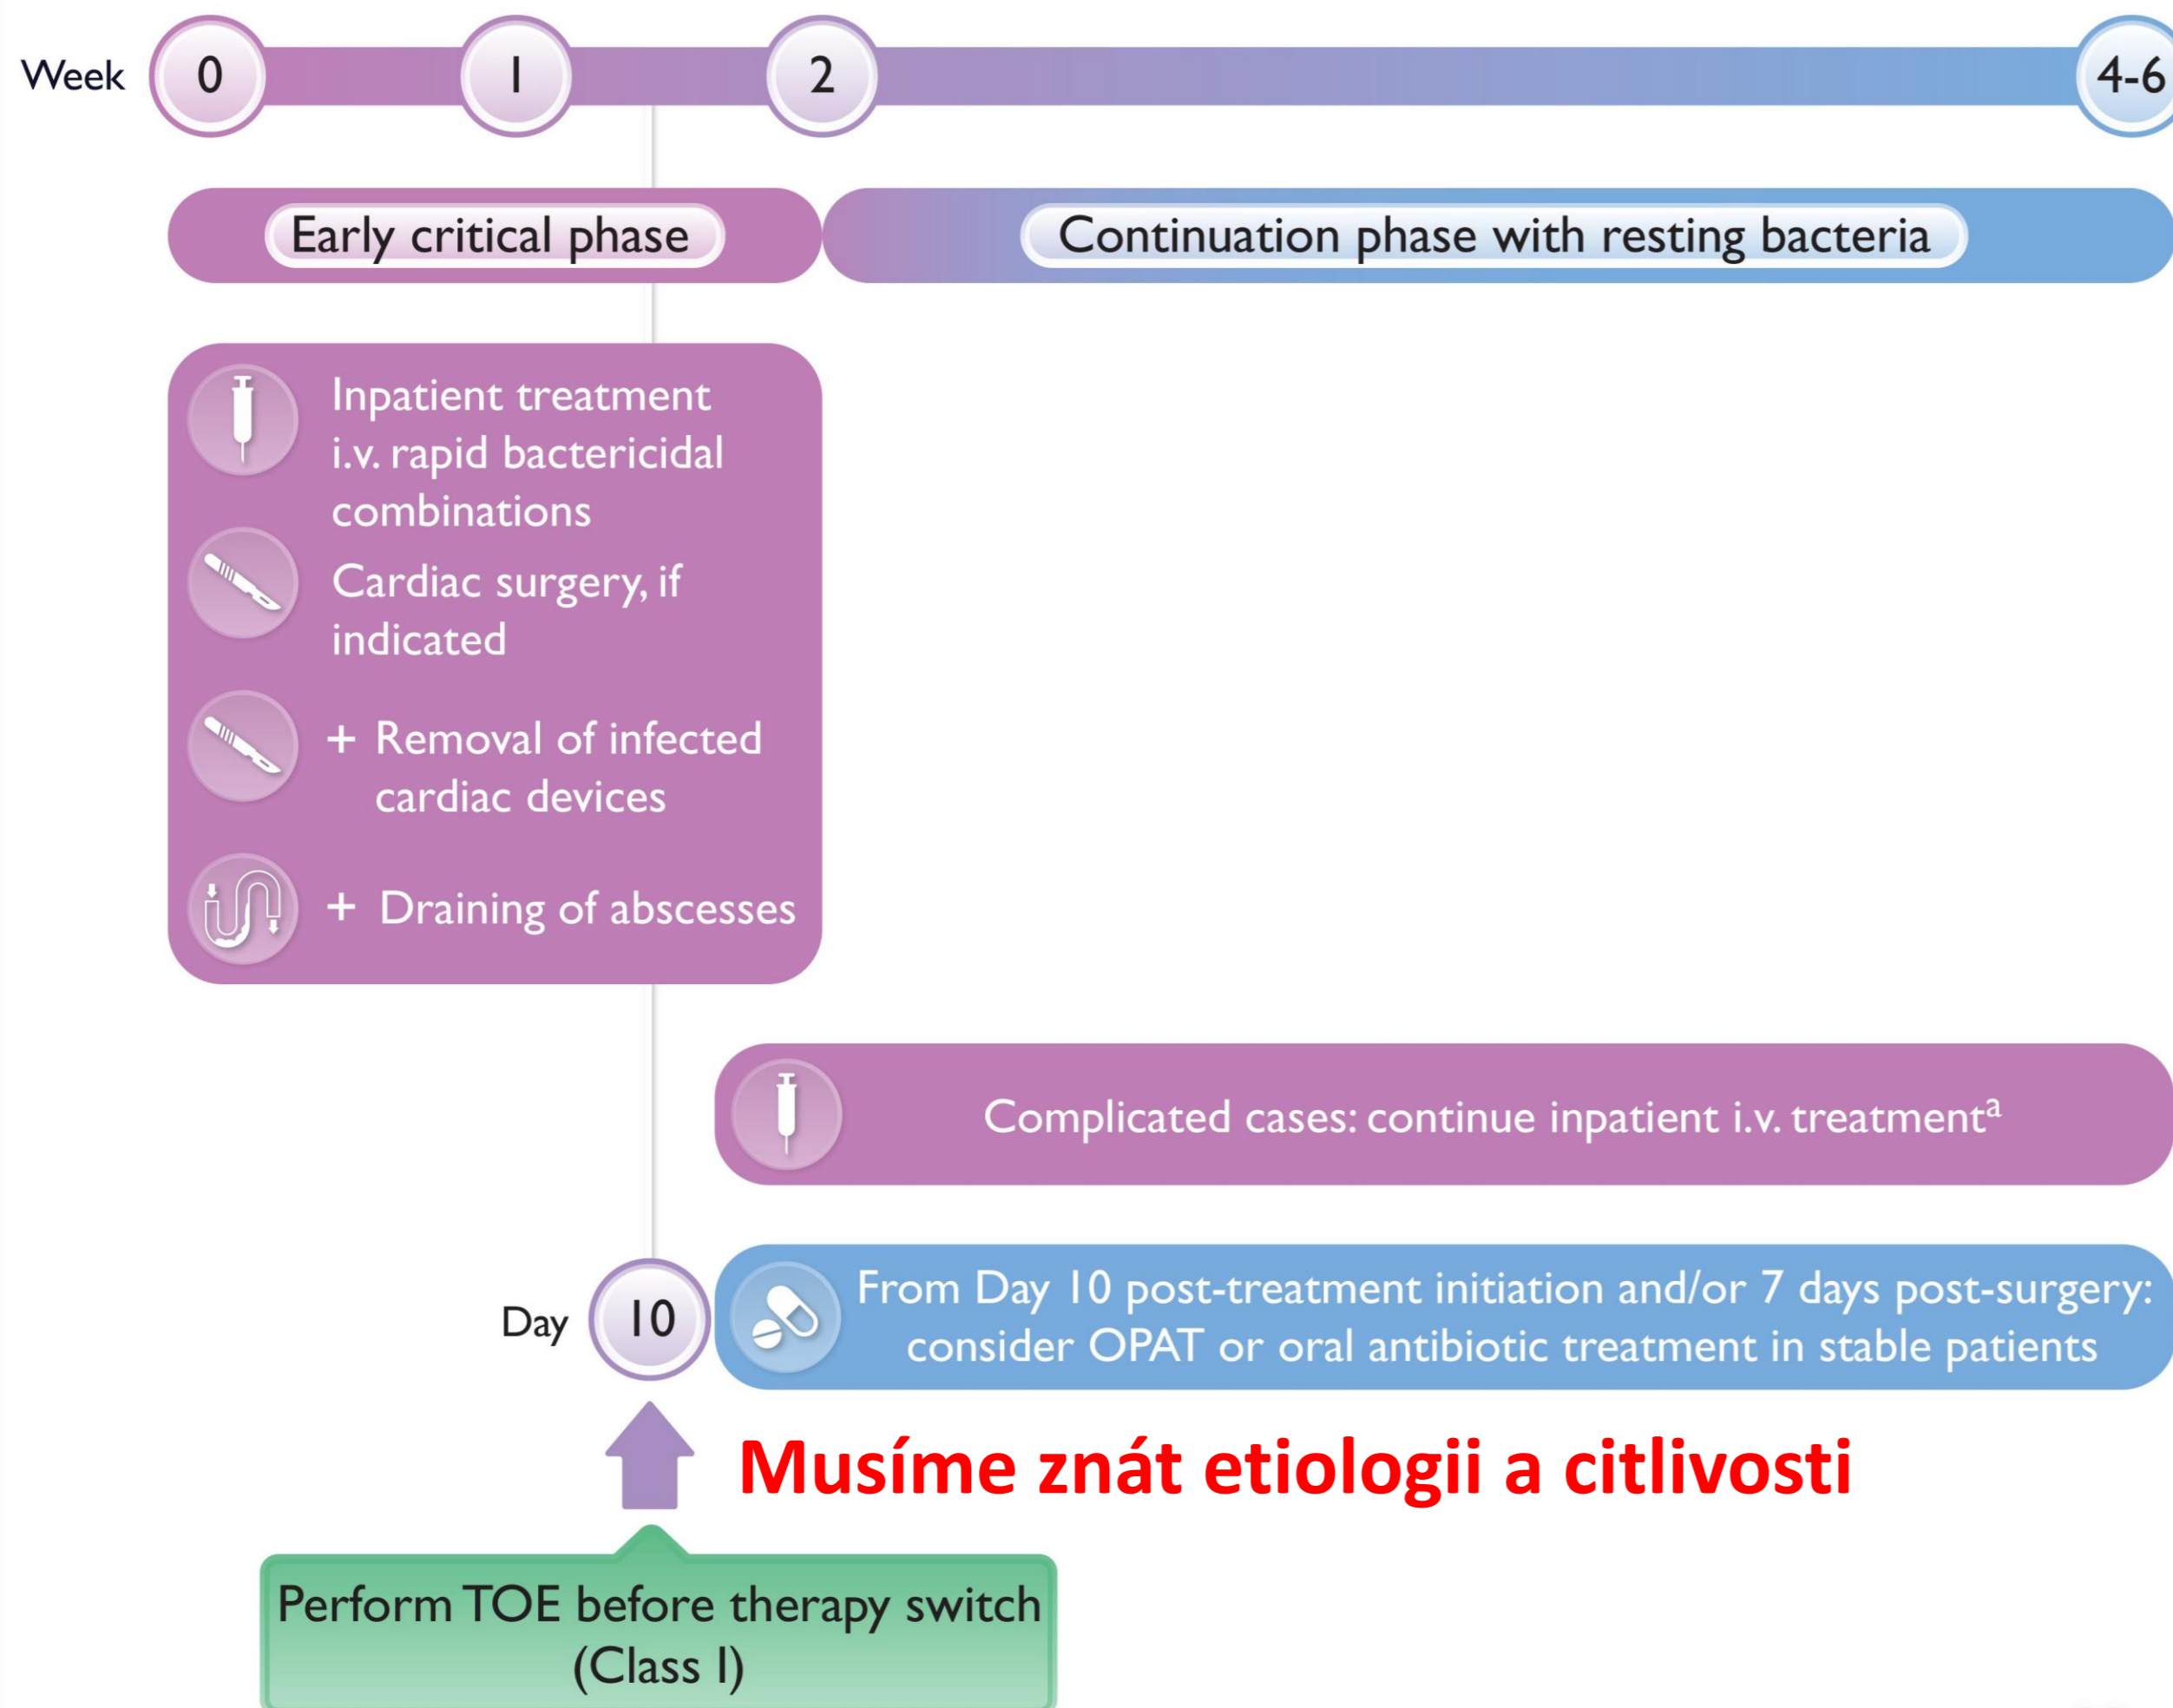 Week 0 1 2 4-6
Early critical phase
Continuation phase with resting bacteria
Inpatient treatment
i.v. rapid bactericidal
combinations
Cardiac surgery, if
indicated
+ Removal of infected
cardiac devices
+ Draining of abscesses
Complicated cases: continue inpatient i.v. treatmentᵃ
Day 10
From Day 10 post-treatment initiation and/or 7 days post-surgery:
consider OPAT or oral antibiotic treatment in stable patients
Musíme znát etiologii a citlivosti
Perform TOE before therapy switch
(Class I)